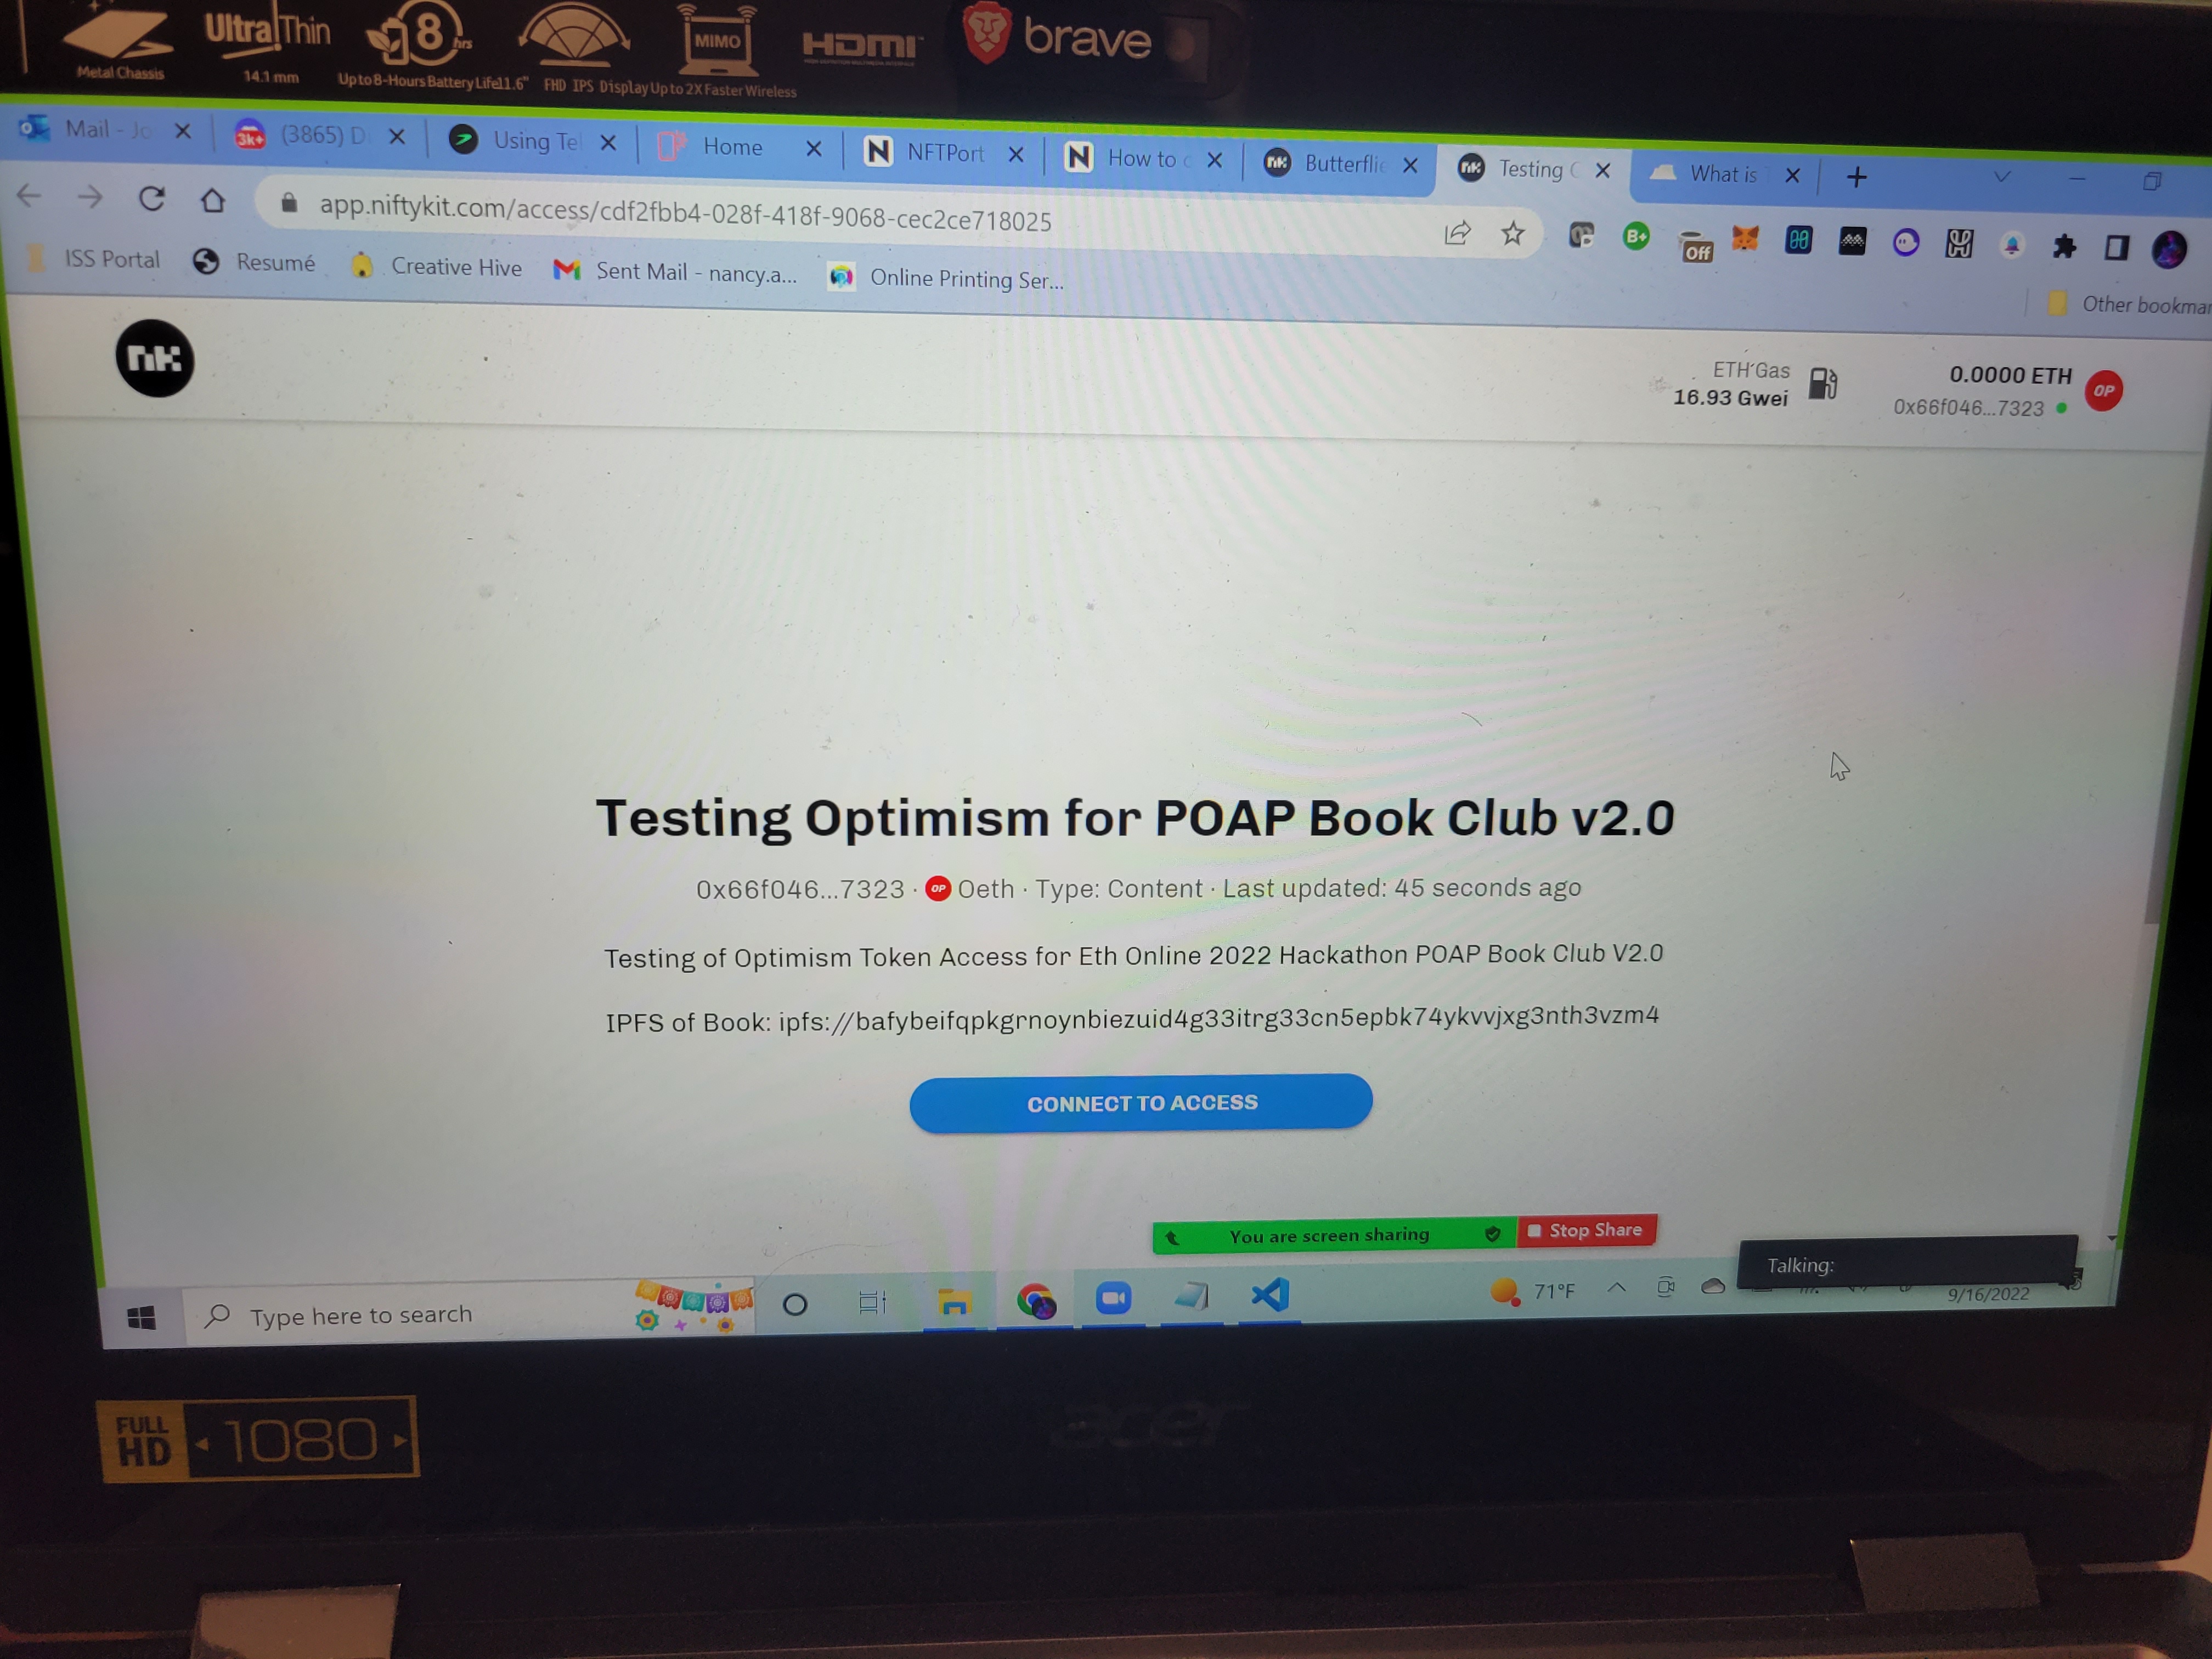 Metal Chassis
Ultra Thin
14.1 mm
8 hrs
Up to 8-Hours Battery Life
11.6" FHD IPS Display
MIMO
Up to 2X Faster Wireless
HDMI
brave
Mail - Jo
3k+ (3865) D
Using Tel
Home
NFTPort
How to c
Butterflie
Testing
What is
app.niftykit.com/access/cdf2fbb4-028f-418f-9068-cec2ce718025
B+
Off
ISS Portal
Resumé
Creative Hive
Sent Mail - nancy.a...
Online Printing Ser...
Other bookmar
nK
ETH Gas
16.93 Gwei
0.0000 ETH
0x66f046...7323
OP
Testing Optimism for POAP Book Club v2.0
0x66f046...7323 · OP Oeth · Type: Content · Last updated: 45 seconds ago
Testing of Optimism Token Access for Eth Online 2022 Hackathon POAP Book Club V2.0
IPFS of Book: ipfs://bafybeifqpkgrnoynbiezuid4g33itrg33cn5epbk74ykvvjxg3nth3vzm4
CONNECT TO ACCESS
You are screen sharing
Stop Share
Talking:
Type here to search
71°F
9/16/2022
FULL HD 1080
acer